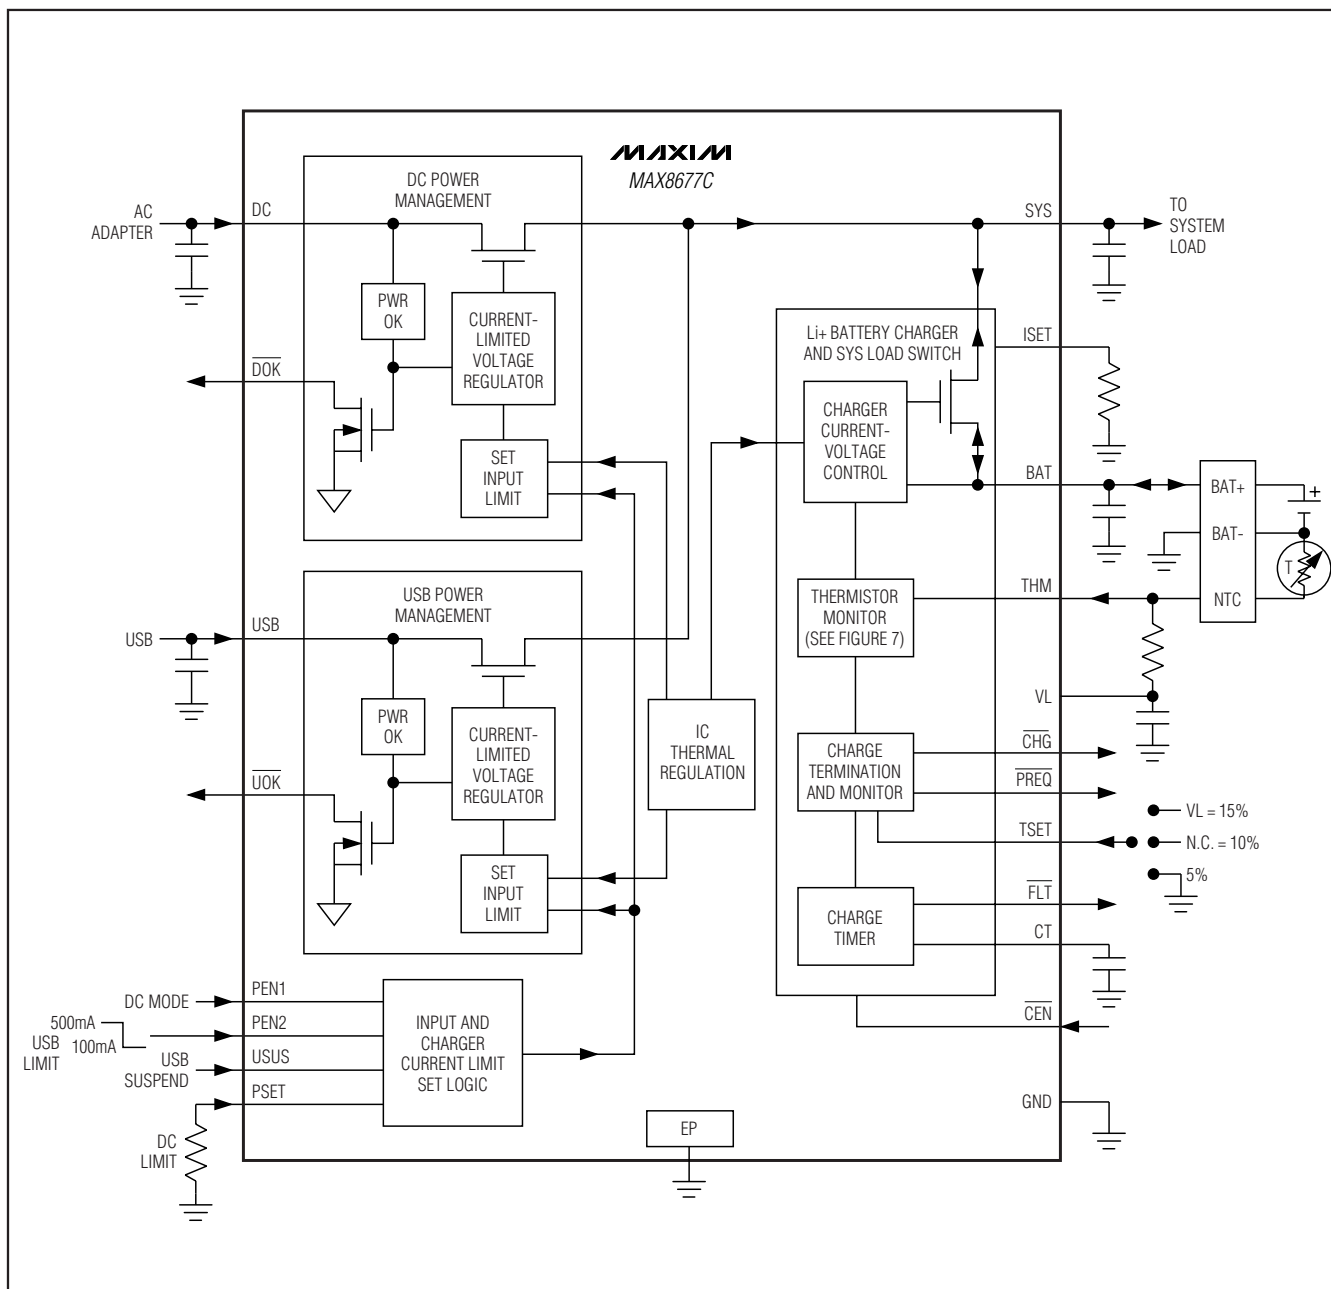 MAXIM
MAX8677C
DC POWER
MANAGEMENT
AC
ADAPTER
DC
SYS
TO
SYSTEM
LOAD
PWR
OK
CURRENT-
LIMITED
VOLTAGE
REGULATOR
DOK
SET
INPUT
LIMIT
Li+ BATTERY CHARGER
AND SYS LOAD SWITCH
ISET
CHARGER
CURRENT-
VOLTAGE
CONTROL
BAT
BAT+
+
BAT-
T
NTC
THERMISTOR
MONITOR
(SEE FIGURE 7)
THM
VL
USB POWER
MANAGEMENT
USB
USB
PWR
OK
CURRENT-
LIMITED
VOLTAGE
REGULATOR
UOK
SET
INPUT
LIMIT
IC
THERMAL
REGULATION
CHARGE
TERMINATION
AND MONITOR
CHG
PREQ
TSET
VL = 15%
N.C. = 10%
5%
CHARGE
TIMER
FLT
CT
CEN
DC MODE
PEN1
500mA
100mA
USB
LIMIT
PEN2
USB
SUSPEND
USUS
PSET
DC
LIMIT
INPUT AND
CHARGER
CURRENT LIMIT
SET LOGIC
GND
EP